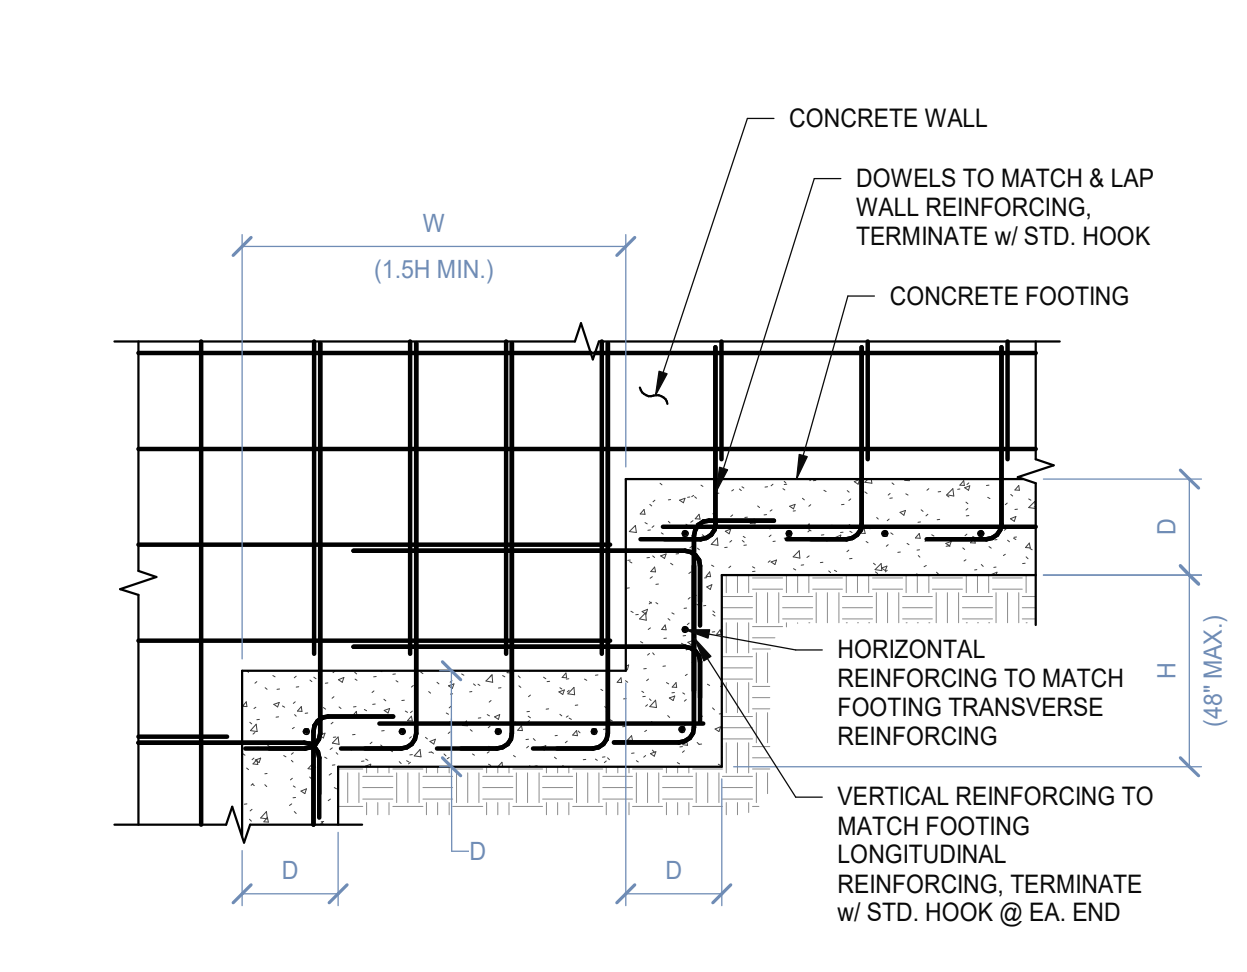 CONCRETE WALL
DOWELS TO MATCH & LAP
WALL REINFORCING,
TERMINATE w/ STD. HOOK
W
(1.5H MIN.)
CONCRETE FOOTING
D
HORIZONTAL
REINFORCING TO MATCH
FOOTING TRANSVERSE
REINFORCING
H
(48" MAX.)
VERTICAL REINFORCING TO
MATCH FOOTING
LONGITUDINAL
REINFORCING, TERMINATE
w/ STD. HOOK @ EA. END
D
D
D